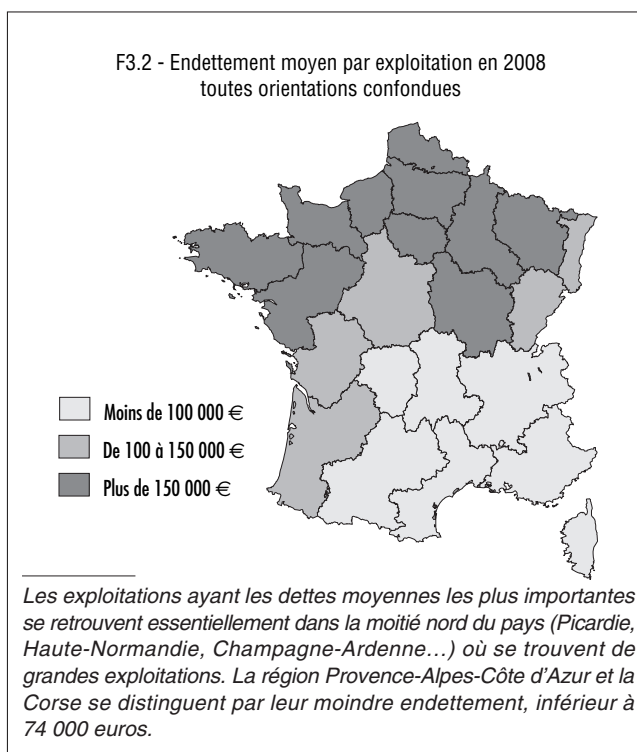 F3.2 - Endettement moyen par exploitation en 2008
toutes orientations confondues
Moins de 100 000 €
De 100 à 150 000 €
Plus de 150 000 €
Les exploitations ayant les dettes moyennes les plus importantes
se retrouvent essentiellement dans la moitié nord du pays (Picardie,
Haute-Normandie, Champagne-Ardenne…) où se trouvent de
grandes exploitations. La région Provence-Alpes-Côte d’Azur et la
Corse se distinguent par leur moindre endettement, inférieur à
74 000 euros.